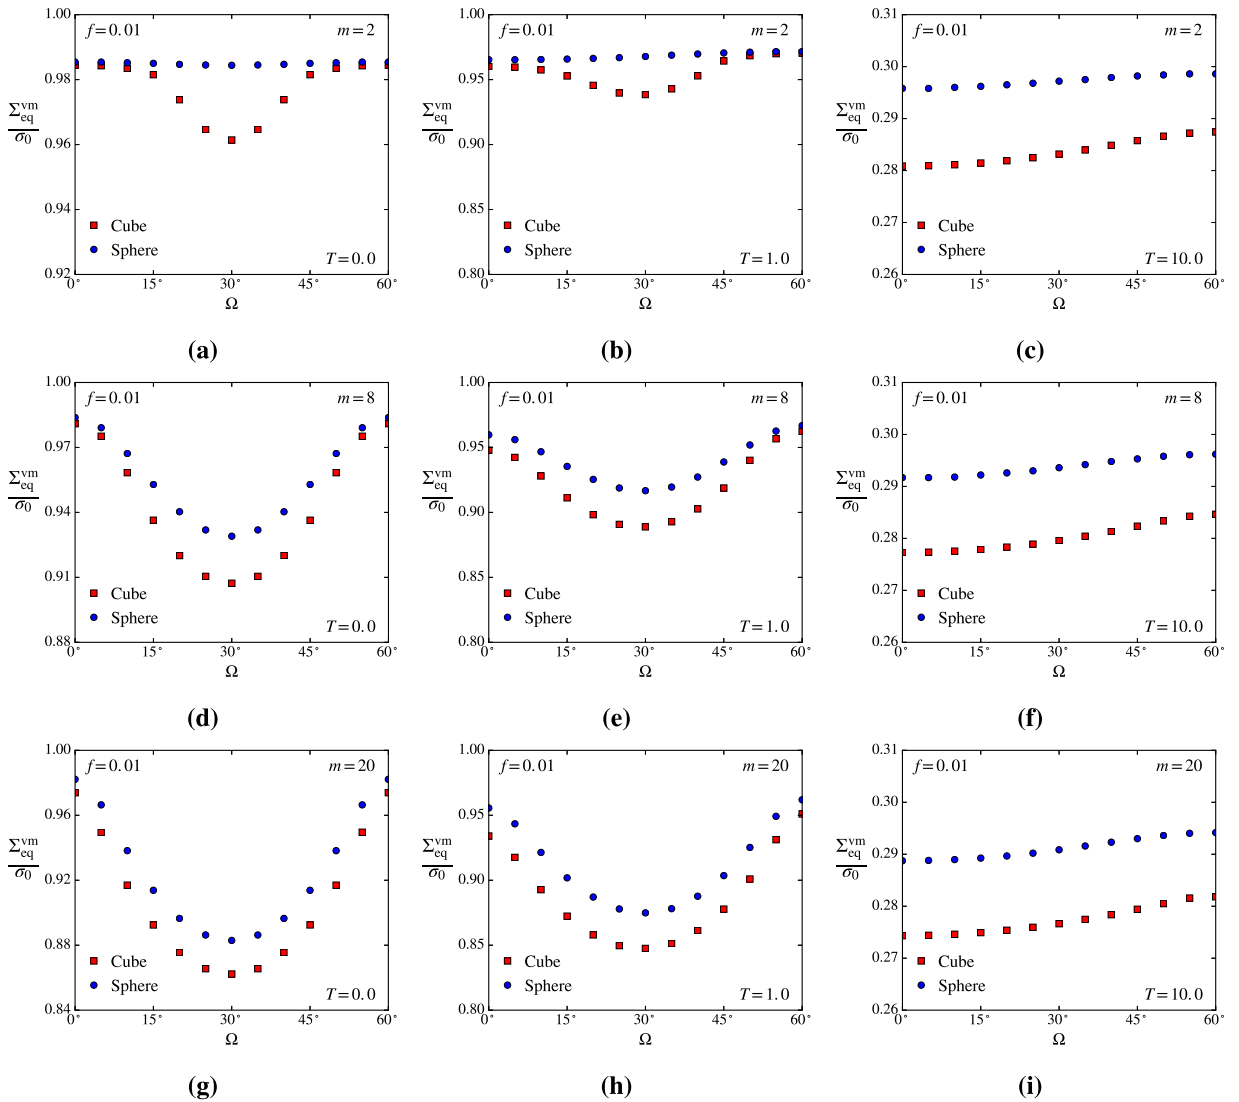 1.00
f=0.01 m=2
0.98
0.96
Σ_eq^vm/σ₀
0.94
Cube
Sphere
T=0.0
0.92
0° 15° 30° 45° 60°
Ω
(a)
1.00
f=0.01 m=2
0.95
0.90
Σ_eq^vm/σ₀
0.85
Cube
Sphere
T=1.0
0.80
0° 15° 30° 45° 60°
Ω
(b)
0.31
f=0.01 m=2
0.30
0.29
Σ_eq^vm/σ₀
0.28
0.27
Cube
Sphere
T=10.0
0.26
0° 15° 30° 45° 60°
Ω
(c)
1.00
f=0.01 m=8
0.97
0.94
Σ_eq^vm/σ₀
0.91
Cube
Sphere
T=0.0
0.88
0° 15° 30° 45° 60°
Ω
(d)
1.00
f=0.01 m=8
0.95
0.90
Σ_eq^vm/σ₀
0.85
Cube
Sphere
T=1.0
0.80
0° 15° 30° 45° 60°
Ω
(e)
0.31
f=0.01 m=8
0.30
0.29
Σ_eq^vm/σ₀
0.28
0.27
Cube
Sphere
T=10.0
0.26
0° 15° 30° 45° 60°
Ω
(f)
1.00
f=0.01 m=20
0.96
0.92
Σ_eq^vm/σ₀
0.88
Cube
Sphere
T=0.0
0.84
0° 15° 30° 45° 60°
Ω
(g)
1.00
f=0.01 m=20
0.95
0.90
Σ_eq^vm/σ₀
0.85
Cube
Sphere
T=1.0
0.80
0° 15° 30° 45° 60°
Ω
(h)
0.31
f=0.01 m=20
0.30
0.29
Σ_eq^vm/σ₀
0.28
0.27
Cube
Sphere
T=10.0
0.26
0° 15° 30° 45° 60°
Ω
(i)